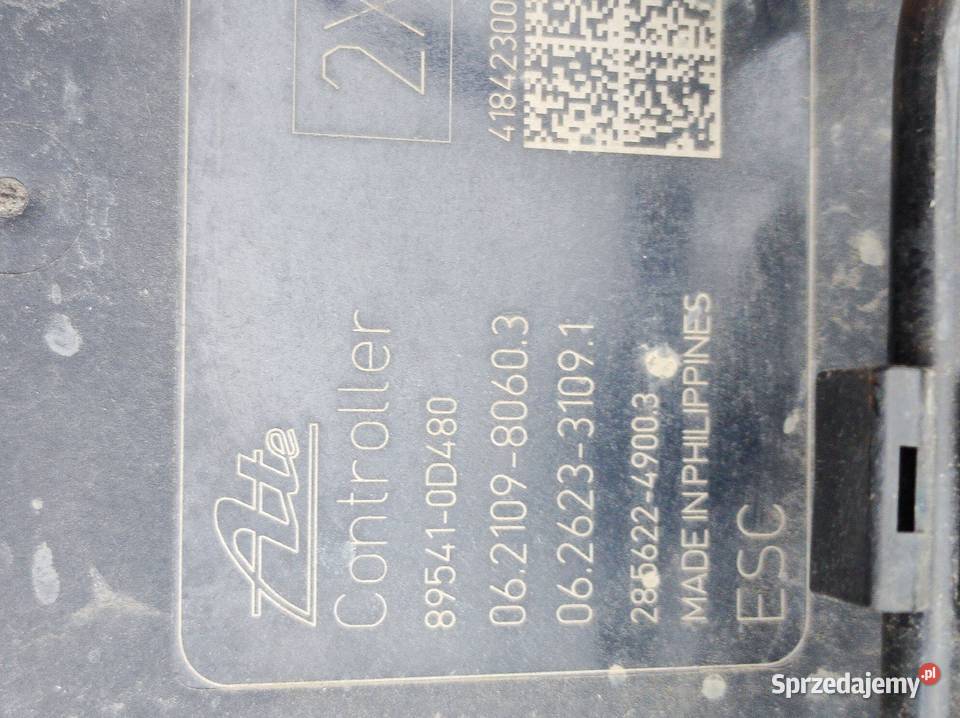 Ate
Controller
2X
89541-0D480
06.2109-8060.3
06.2623-3109.1
285622-4900.3
41842300
MADE IN PHILIPPINES
ESC
Sprzedajemy.pl